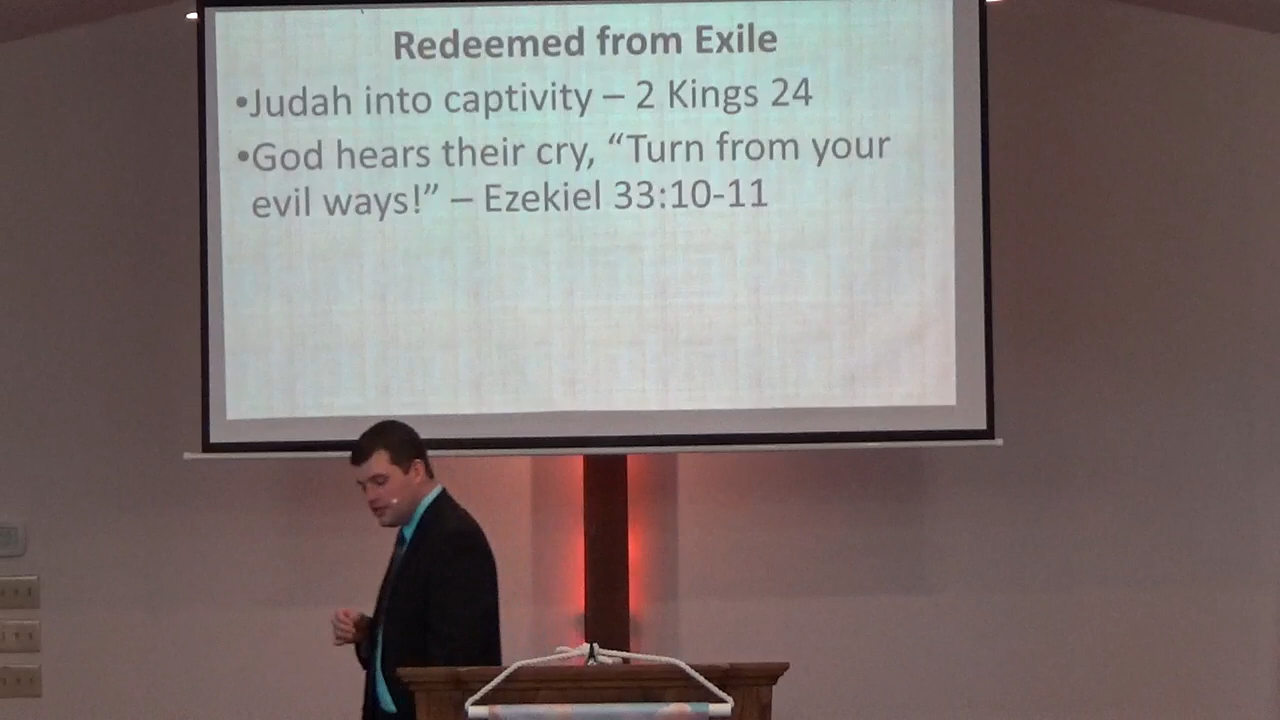 Redeemed from Exile
•Judah into captivity – 2 Kings 24
•God hears their cry, “Turn from your
evil ways!” – Ezekiel 33:10-11